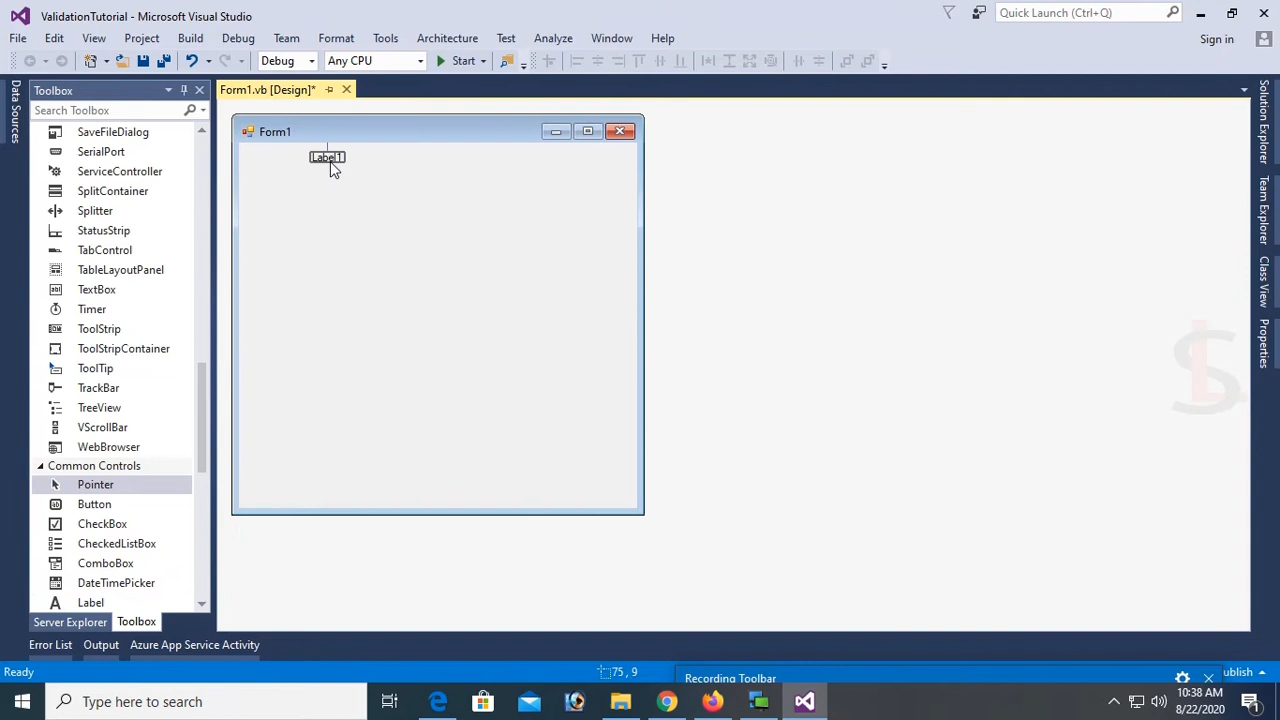 ValidationTutorial - Microsoft Visual Studio
Quick Launch (Ctrl+Q)
File Edit View Project Build Debug Team Format Tools Architecture Test Analyze Window Help
Sign in
Debug Any CPU Start
Data Sources
Toolbox
Search Toolbox
SaveFileDialog
SerialPort
ServiceController
SplitContainer
Splitter
StatusStrip
TabControl
TableLayoutPanel
TextBox
Timer
ToolStrip
ToolStripContainer
ToolTip
TrackBar
TreeView
VScrollBar
WebBrowser
Common Controls
Pointer
Button
CheckBox
CheckedListBox
ComboBox
DateTimePicker
Label
Server Explorer Toolbox
Form1.vb [Design]*
Form1
Label1
Solution Explorer
Team Explorer
Class View
Properties
Error List Output Azure App Service Activity
Ready
75, 9
Recording Toolbar
ublish
Type here to search
10:38 AM
8/22/2020
1